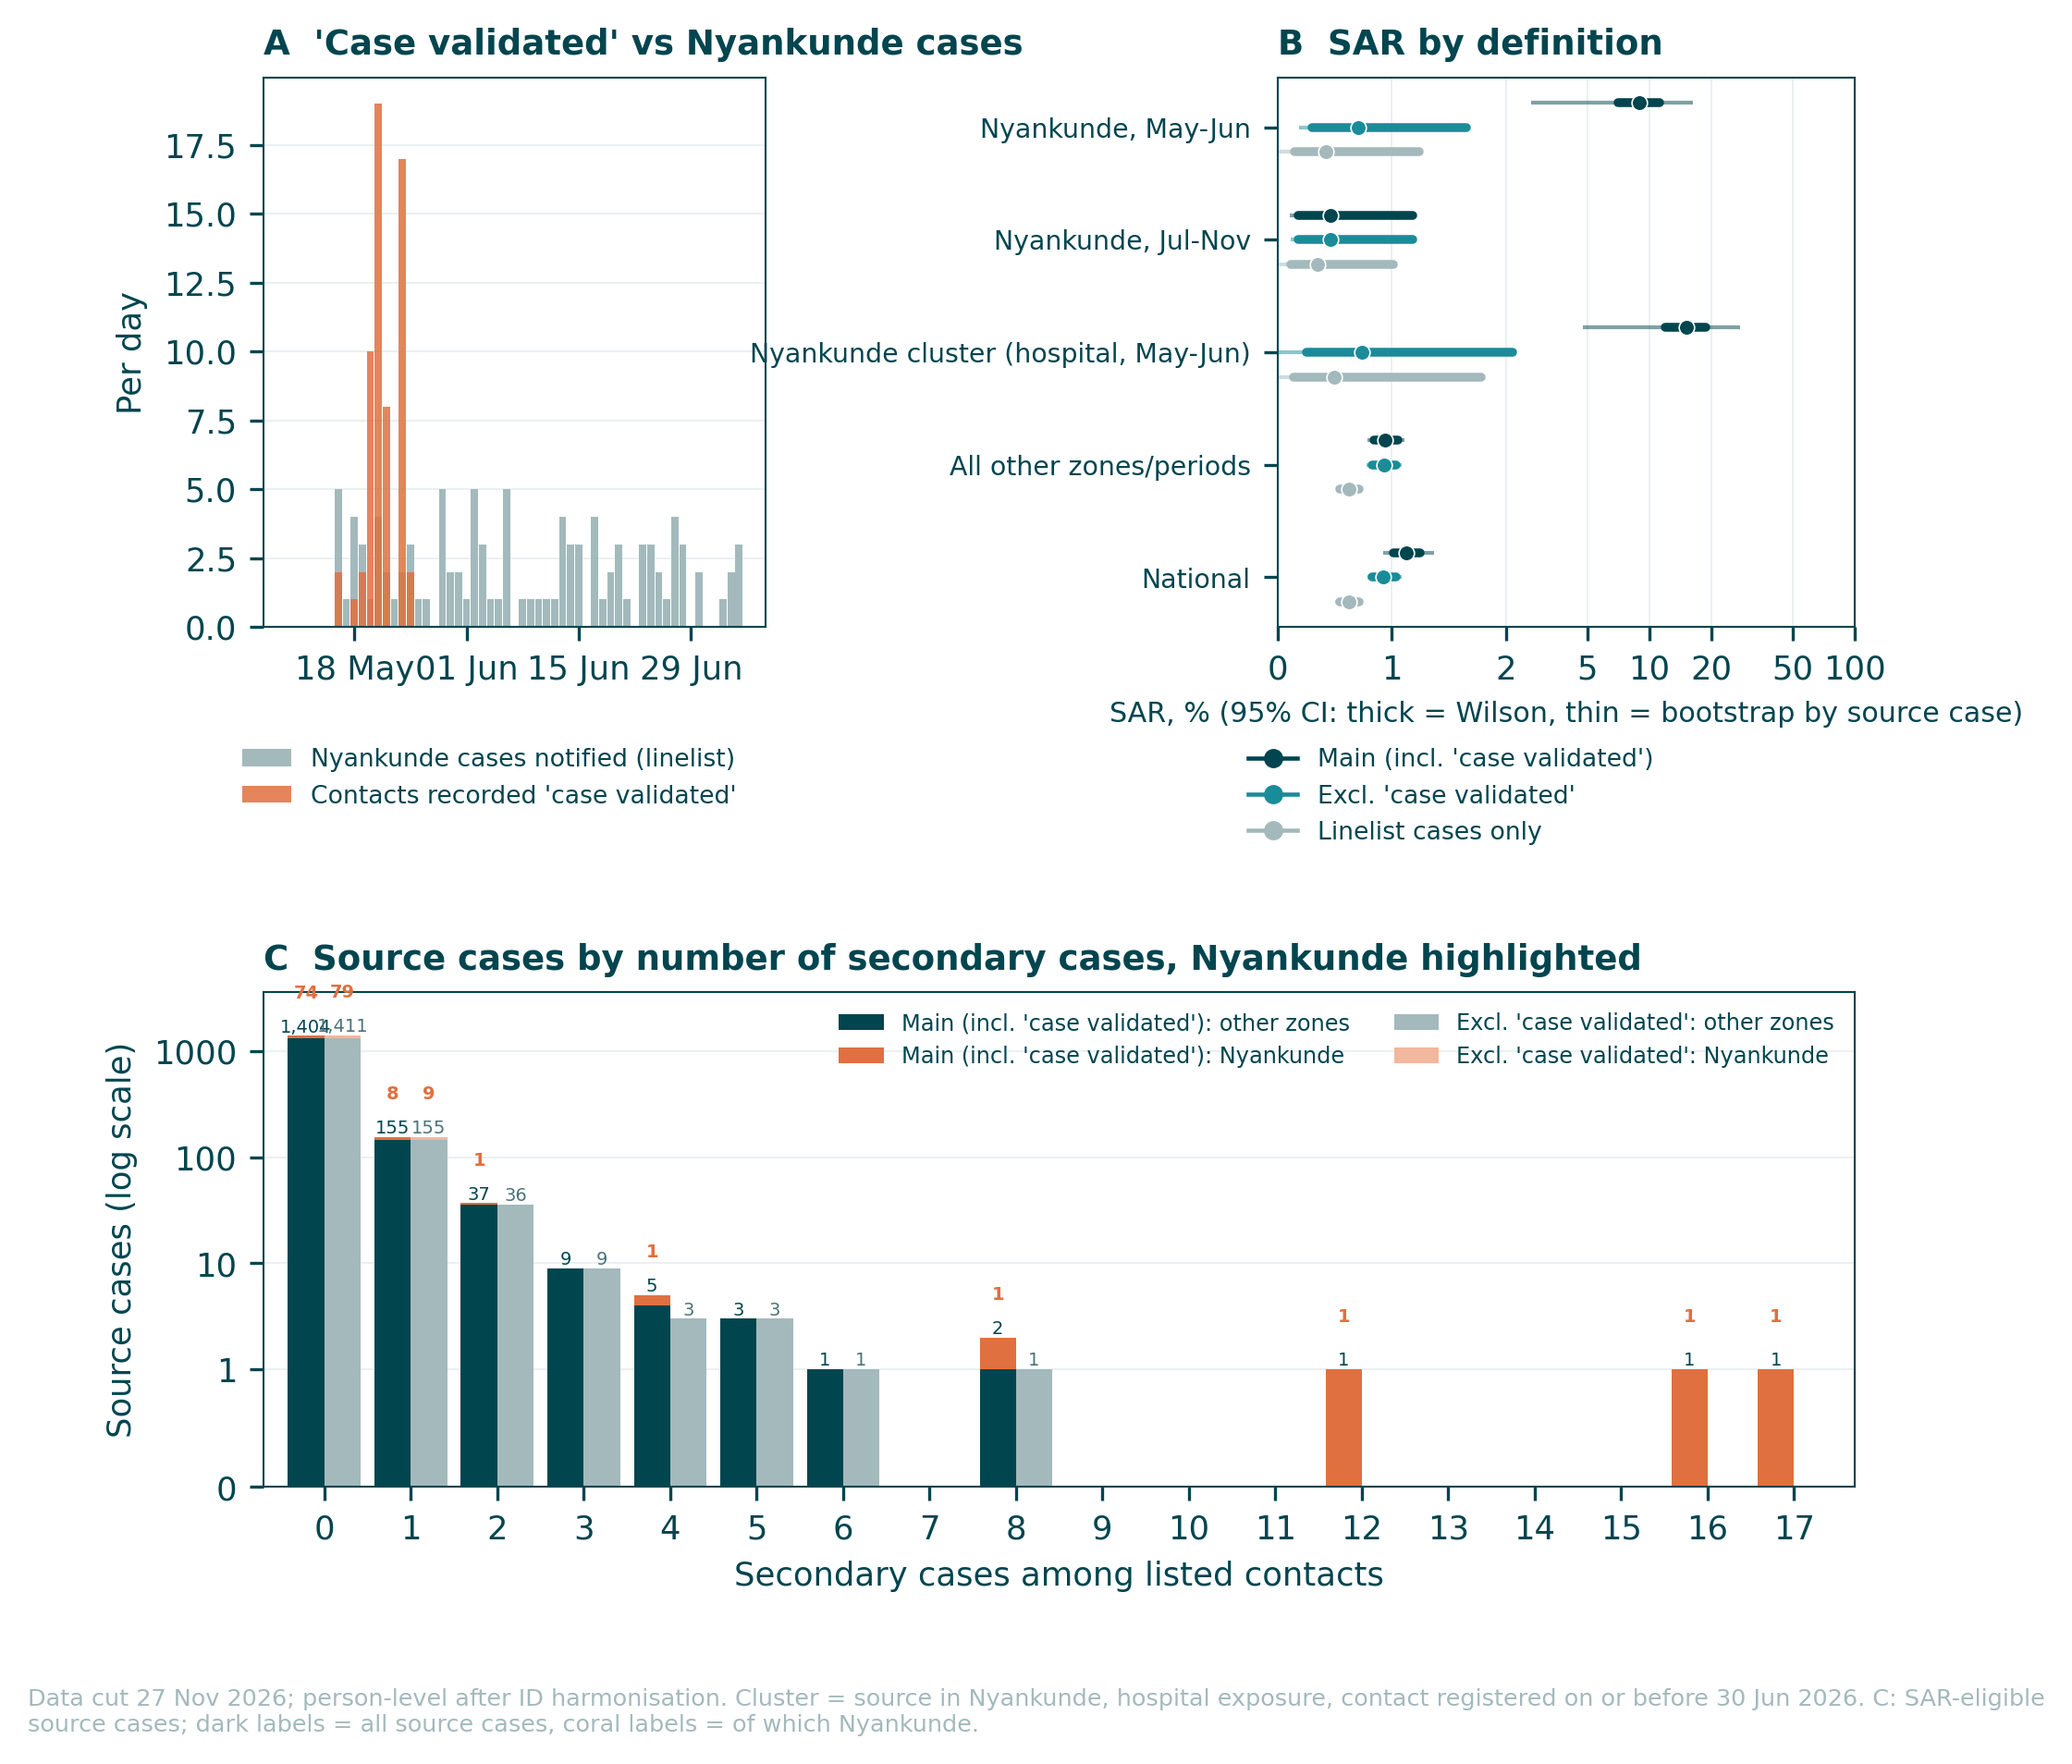 A 'Case validated' vs Nyankunde cases
Per day
17.5
15.0
12.5
10.0
7.5
5.0
2.5
0.0
18 May 01 Jun 15 Jun 29 Jun
Nyankunde cases notified (linelist)
Contacts recorded 'case validated'
B SAR by definition
Nyankunde, May-Jun
Nyankunde, Jul-Nov
Nyankunde cluster (hospital, May-Jun)
All other zones/periods
National
0 1 2 5 10 20 50 100
SAR, % (95% CI: thick = Wilson, thin = bootstrap by source case)
Main (incl. 'case validated')
Excl. 'case validated'
Linelist cases only
C Source cases by number of secondary cases, Nyankunde highlighted
Source cases (log scale)
1000
100
10
1
0
74 79
1,404 1,411
8 9
155 155
1
37 36
9 9
1
5 3
3 3
1 1
1
2 1
1
1
1
1
1
1
Main (incl. 'case validated'): other zones
Main (incl. 'case validated'): Nyankunde
Excl. 'case validated': other zones
Excl. 'case validated': Nyankunde
0 1 2 3 4 5 6 7 8 9 10 11 12 13 14 15 16 17
Secondary cases among listed contacts
Data cut 27 Nov 2026; person-level after ID harmonisation. Cluster = source in Nyankunde, hospital exposure, contact registered on or before 30 Jun 2026. C: SAR-eligible
source cases; dark labels = all source cases, coral labels = of which Nyankunde.